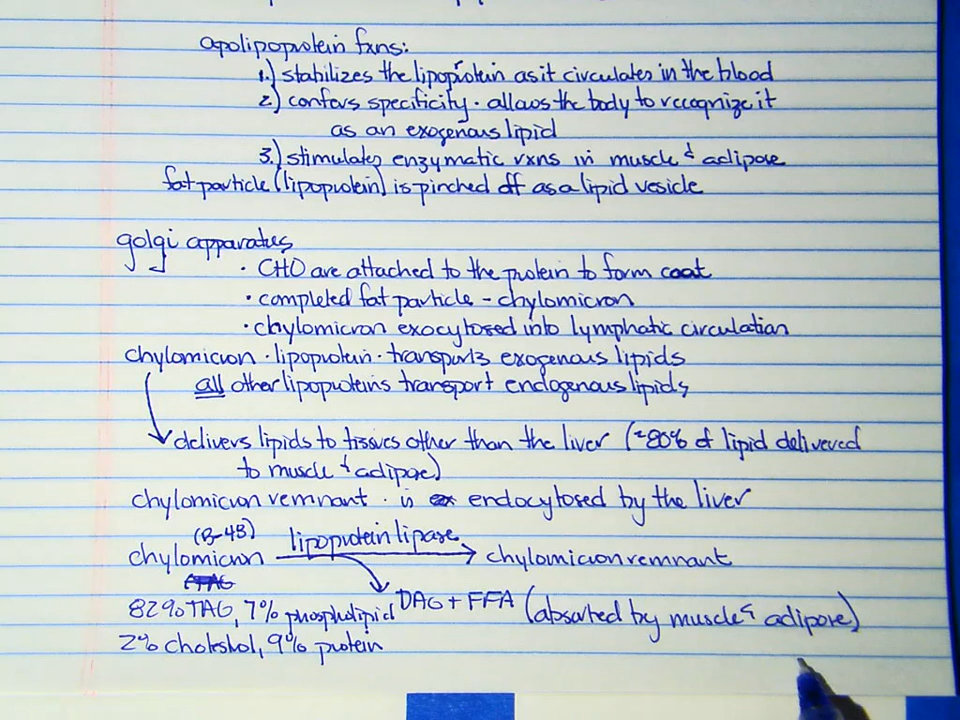 apolipoprotein fxns:
1.) stabilizes the lipoprotein as it circulates in the blood
2.) confers specificity · allows the body to recognize it
as an exogenous lipid
3.) stimulates enzymatic rxns in muscle & adipose
fat particle (lipoprotein) is pinched off as a lipid vesicle
golgi apparatus
· CHO are attached to the protein to form coat
· completed fat particle - chylomicron
· chylomicron exocytosed into lymphatic circulation
chylomicron · lipoprotein · transports exogenous lipids
all other lipoproteins transport endogenous lipids
delivers lipids to tissues other than the liver (~80% of lipid delivered
to muscle & adipose)
chylomicron remnant · is endocytosed by the liver
(B-48) lipoprotein lipase
chylomicron → chylomicron remnant
82% TAG, 7% phospholipid DAG + FFA (absorbed by muscle & adipose)
2% cholesterol, 9% protein